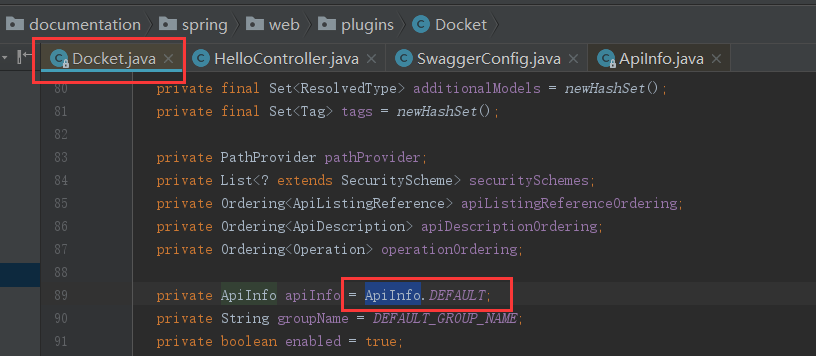 documentation spring web plugins Docket
Docket.java HelloController.java SwaggerConfig.java ApiInfo.java
80 private final Set<ResolvedType> additionalModels = newHashSet();
81 private final Set<Tag> tags = newHashSet();
82
83 private PathProvider pathProvider;
84 private List<? extends SecurityScheme> securitySchemes;
85 private Ordering<ApiListingReference> apiListingReferenceOrdering;
86 private Ordering<ApiDescription> apiDescriptionOrdering;
87 private Ordering<Operation> operationOrdering;
88
89 private ApiInfo apiInfo = ApiInfo.DEFAULT;
90 private String groupName = DEFAULT_GROUP_NAME;
91 private boolean enabled = true;